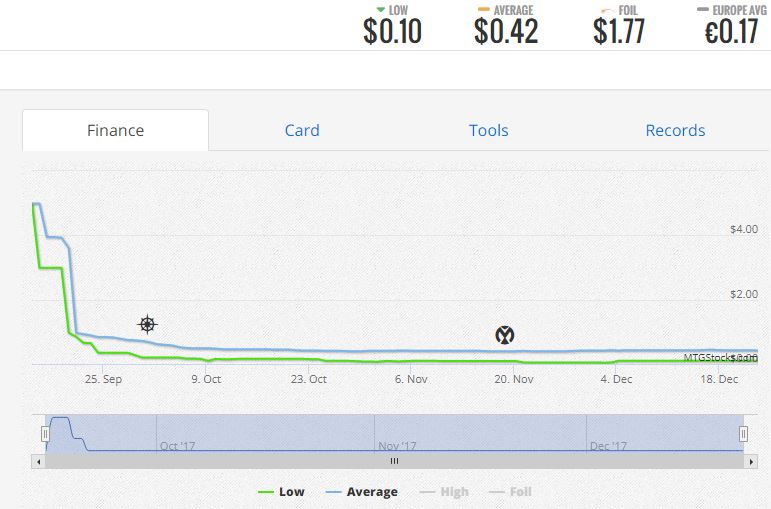 LOW AVERAGE FOIL EUROPE AVG
$0.10 $0.42 $1.77 €0.17
Finance Card Tools Records
$4.00
$2.00
MTGStocks.com
$0.00
25. Sep 9. Oct 23. Oct 6. Nov 20. Nov 4. Dec 18. Dec
Oct '17 Nov '17 Dec '17
Low Average High Foil